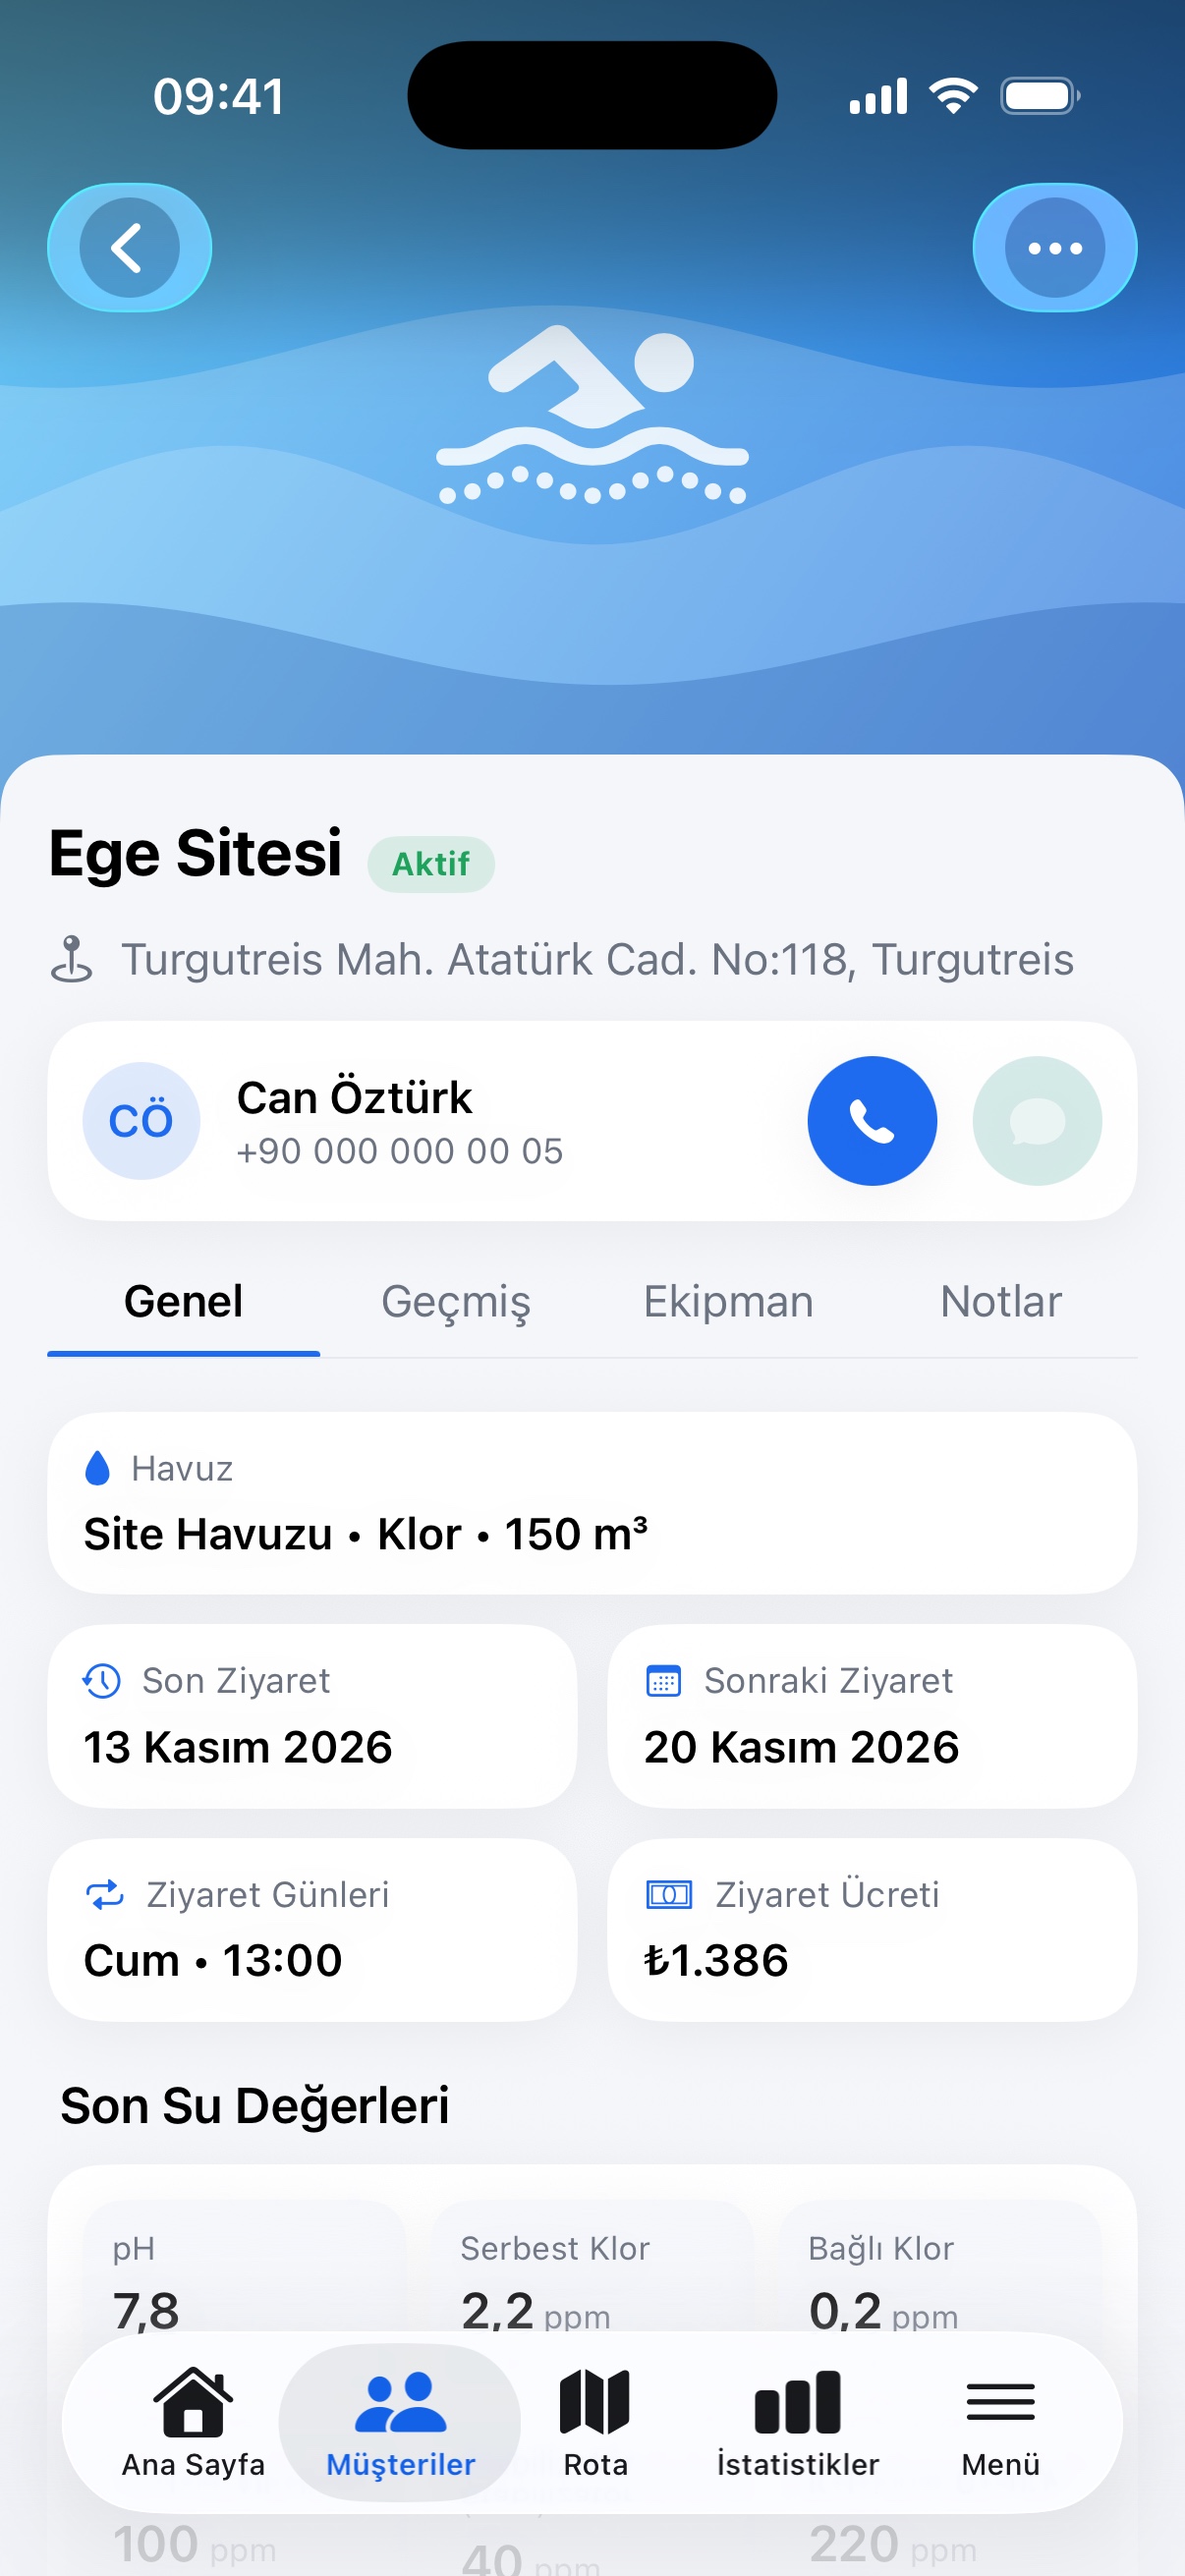 09:41
Ege Sitesi Aktif
Turgutreis Mah. Atatürk Cad. No:118, Turgutreis
CÖ
Can Öztürk
+90 000 000 00 05
Genel Geçmiş Ekipman Notlar
Havuz
Site Havuzu • Klor • 150 m³
Son Ziyaret
13 Kasım 2026
Sonraki Ziyaret
20 Kasım 2026
Ziyaret Günleri
Cum • 13:00
Ziyaret Ücreti
₺1.386
Son Su Değerleri
pH
7,8
Serbest Klor
2,2 ppm
Bağlı Klor
0,2 ppm
Ana Sayfa Müşteriler Rota İstatistikler Menü
100 ppm
40 ppm
220 ppm